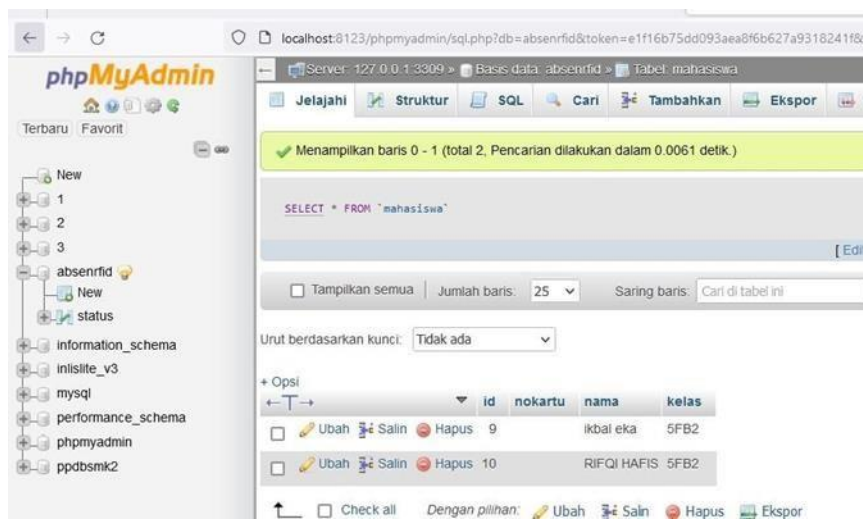 localhost:8123/phpmyadmin/sql.php?db=absenrfid&token=e1f16b75dd093aea8f6b627a9318241f&
phpMyAdmin
Terbaru Favorit
New
1
2
3
absenrfid
New
status
information_schema
inlislite_v3
mysql
performance_schema
phpmyadmin
ppdbsmk2
Server: 127.0.0.1:3309 » Basis data: absenrfid » Tabel: mahasiswa
Jelajahi Struktur SQL Cari Tambahkan Ekspor
Menampilkan baris 0 - 1 (total 2, Pencarian dilakukan dalam 0.0061 detik.)
SELECT * FROM `mahasiswa`
[ Edi
Tampilkan semua | Jumlah baris: 25 Saring baris: Cari di tabel ini
Urut berdasarkan kunci: Tidak ada
+ Opsi
←T→ id nokartu nama kelas
Ubah Salin Hapus 9 ikbal eka 5FB2
Ubah Salin Hapus 10 RIFQI HAFIS 5FB2
Check all Dengan pilihan: Ubah Salin Hapus Ekspor